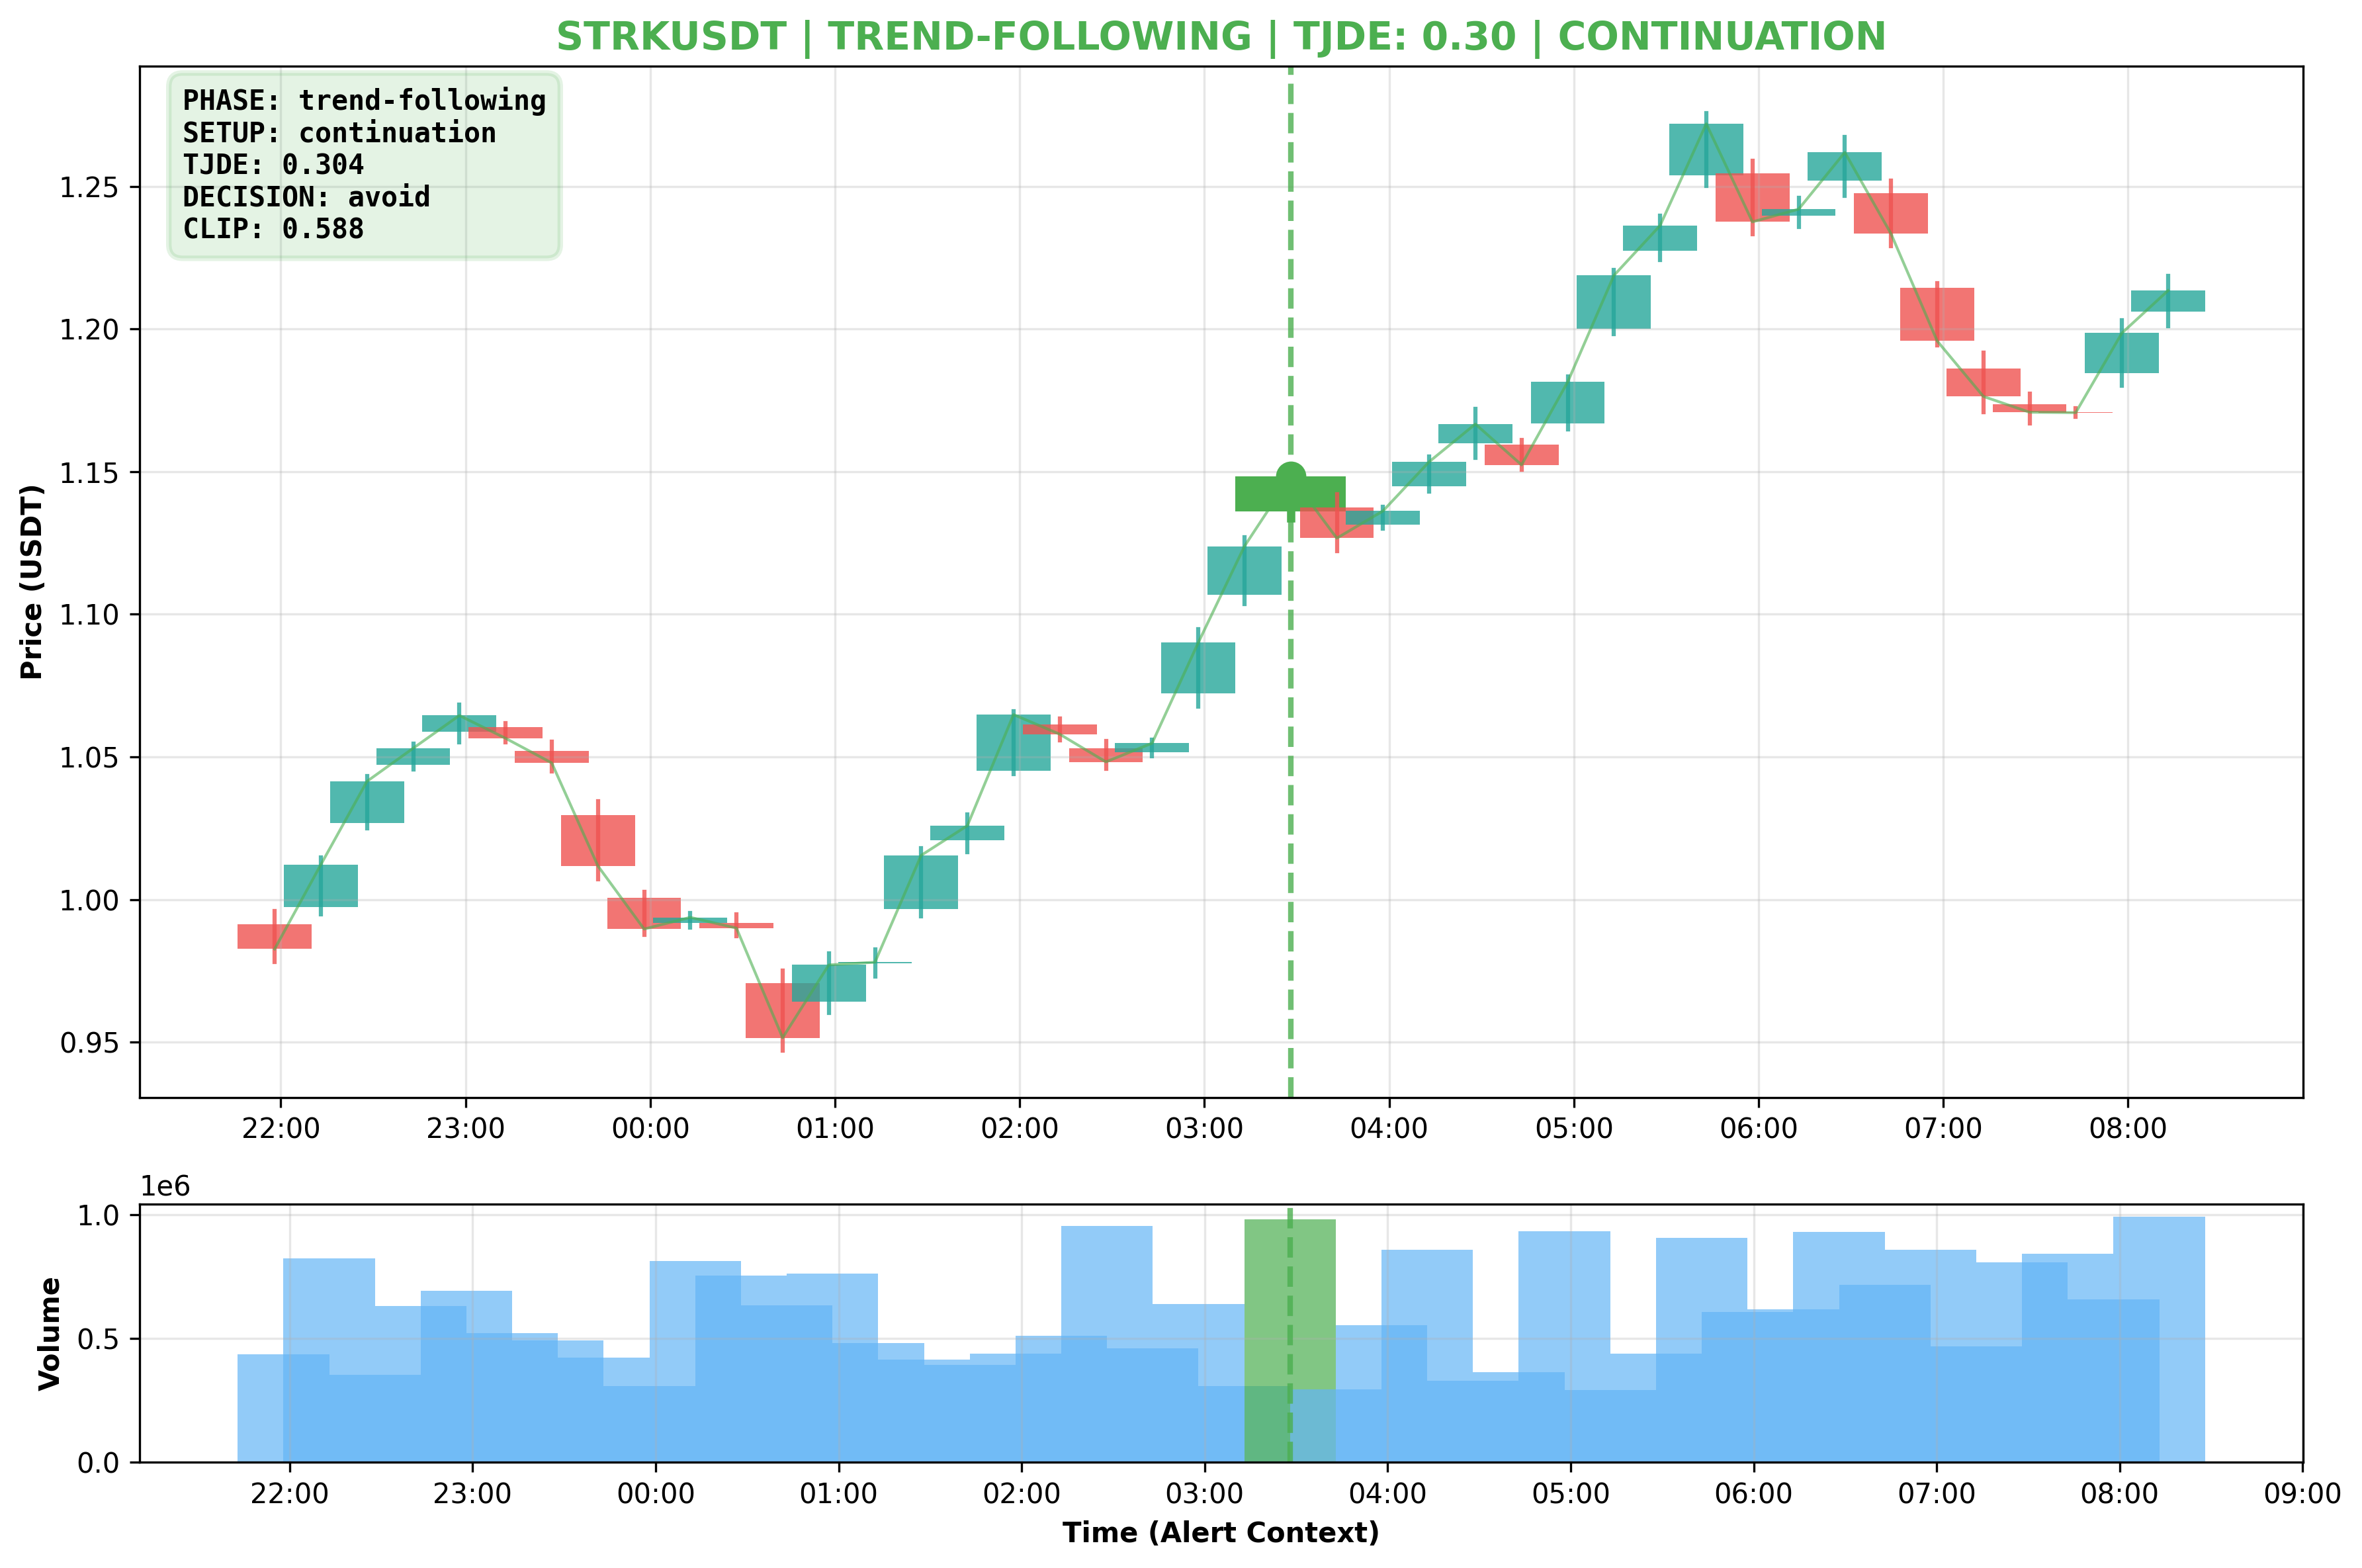 STRKUSDT | TREND-FOLLOWING | TJDE: 0.30 | CONTINUATION
PHASE: trend-following
SETUP: continuation
TJDE: 0.304
DECISION: avoid
CLIP: 0.588
Price (USDT)
1.25
1.20
1.15
1.10
1.05
1.00
0.95
22:00 23:00 00:00 01:00 02:00 03:00 04:00 05:00 06:00 07:00 08:00
1e6
Volume
1.0
0.5
0.0
22:00 23:00 00:00 01:00 02:00 03:00 04:00 05:00 06:00 07:00 08:00 09:00
Time (Alert Context)